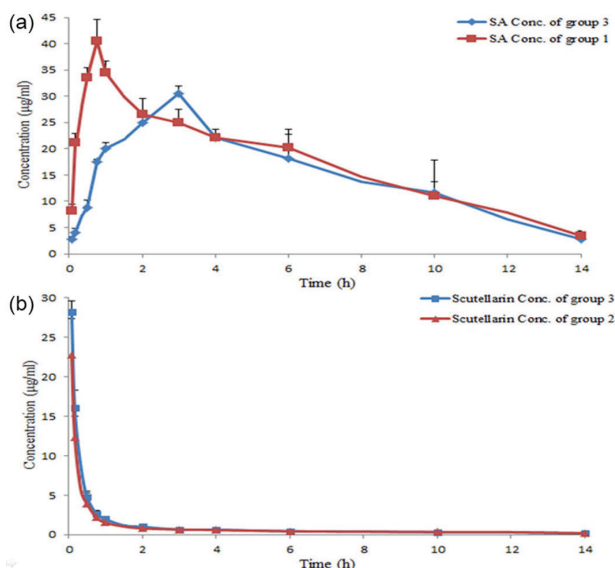 (a)
SA Conc. of group 3
SA Conc. of group 1
Concentration (µg/ml)
45
40
35
30
25
20
15
10
5
0
0 2 4 6 8 10 12 14
Time (h)
(b)
Scutellarin Conc. of group 3
Scutellarin Conc. of group 2
Concentration (µg/ml)
30
25
20
15
10
5
0
0 2 4 6 8 10 12 14
Time (h)